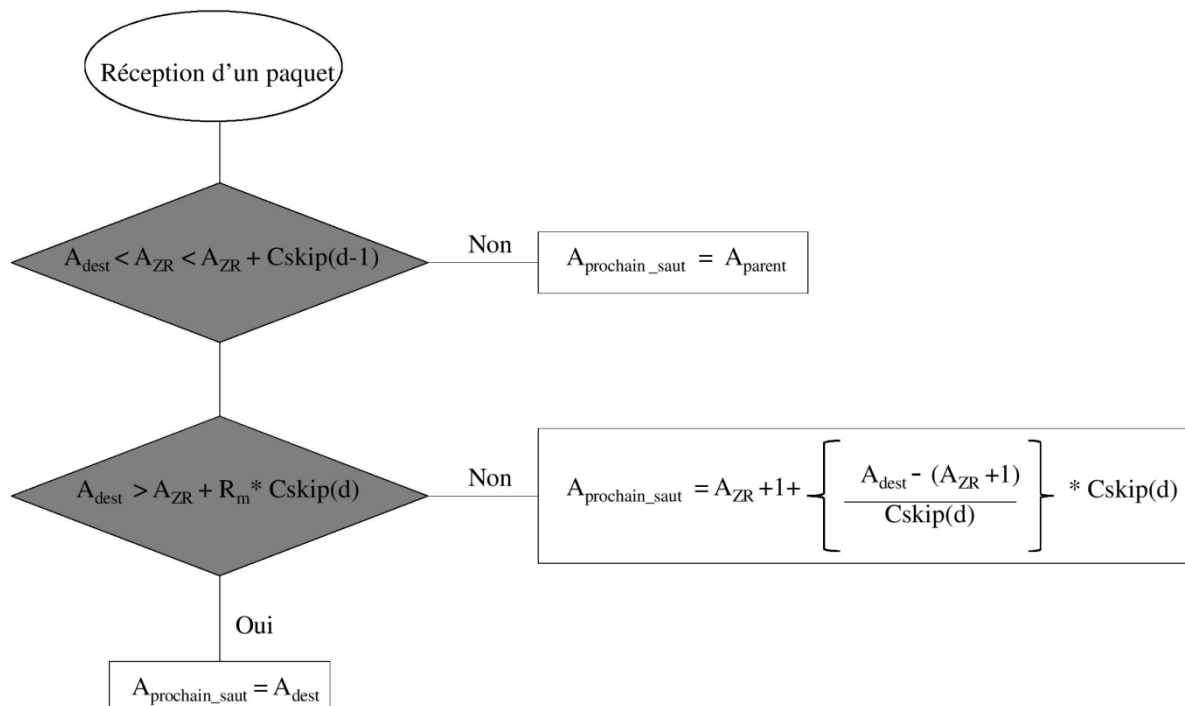 Réception d'un paquet
A_dest < A_ZR < A_ZR + Cskip(d-1)
Non
A_prochain_saut = A_parent
A_dest > A_ZR + R_m* Cskip(d)
Non
A_prochain_saut = A_ZR +1+ { A_dest - (A_ZR +1) / Cskip(d) } * Cskip(d)
Oui
A_prochain_saut = A_dest